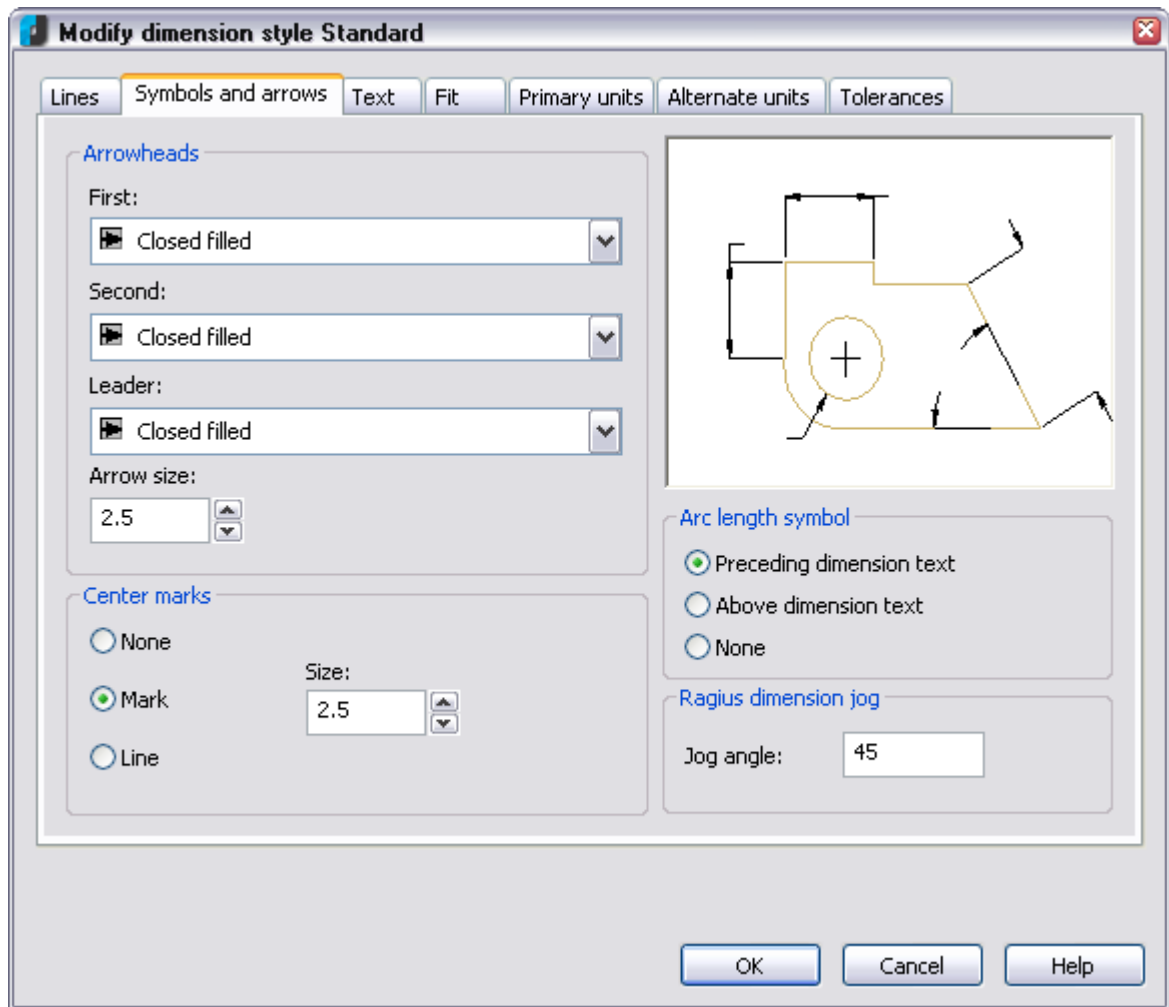 Modify dimension style Standard
Lines
Symbols and arrows
Text
Fit
Primary units
Alternate units
Tolerances
Arrowheads
First:
Closed filled
Second:
Closed filled
Leader:
Closed filled
Arrow size:
2.5
Center marks
None
Mark
Line
Size:
2.5
Arc length symbol
Preceding dimension text
Above dimension text
None
Ragius dimension jog
Jog angle:
45
OK
Cancel
Help